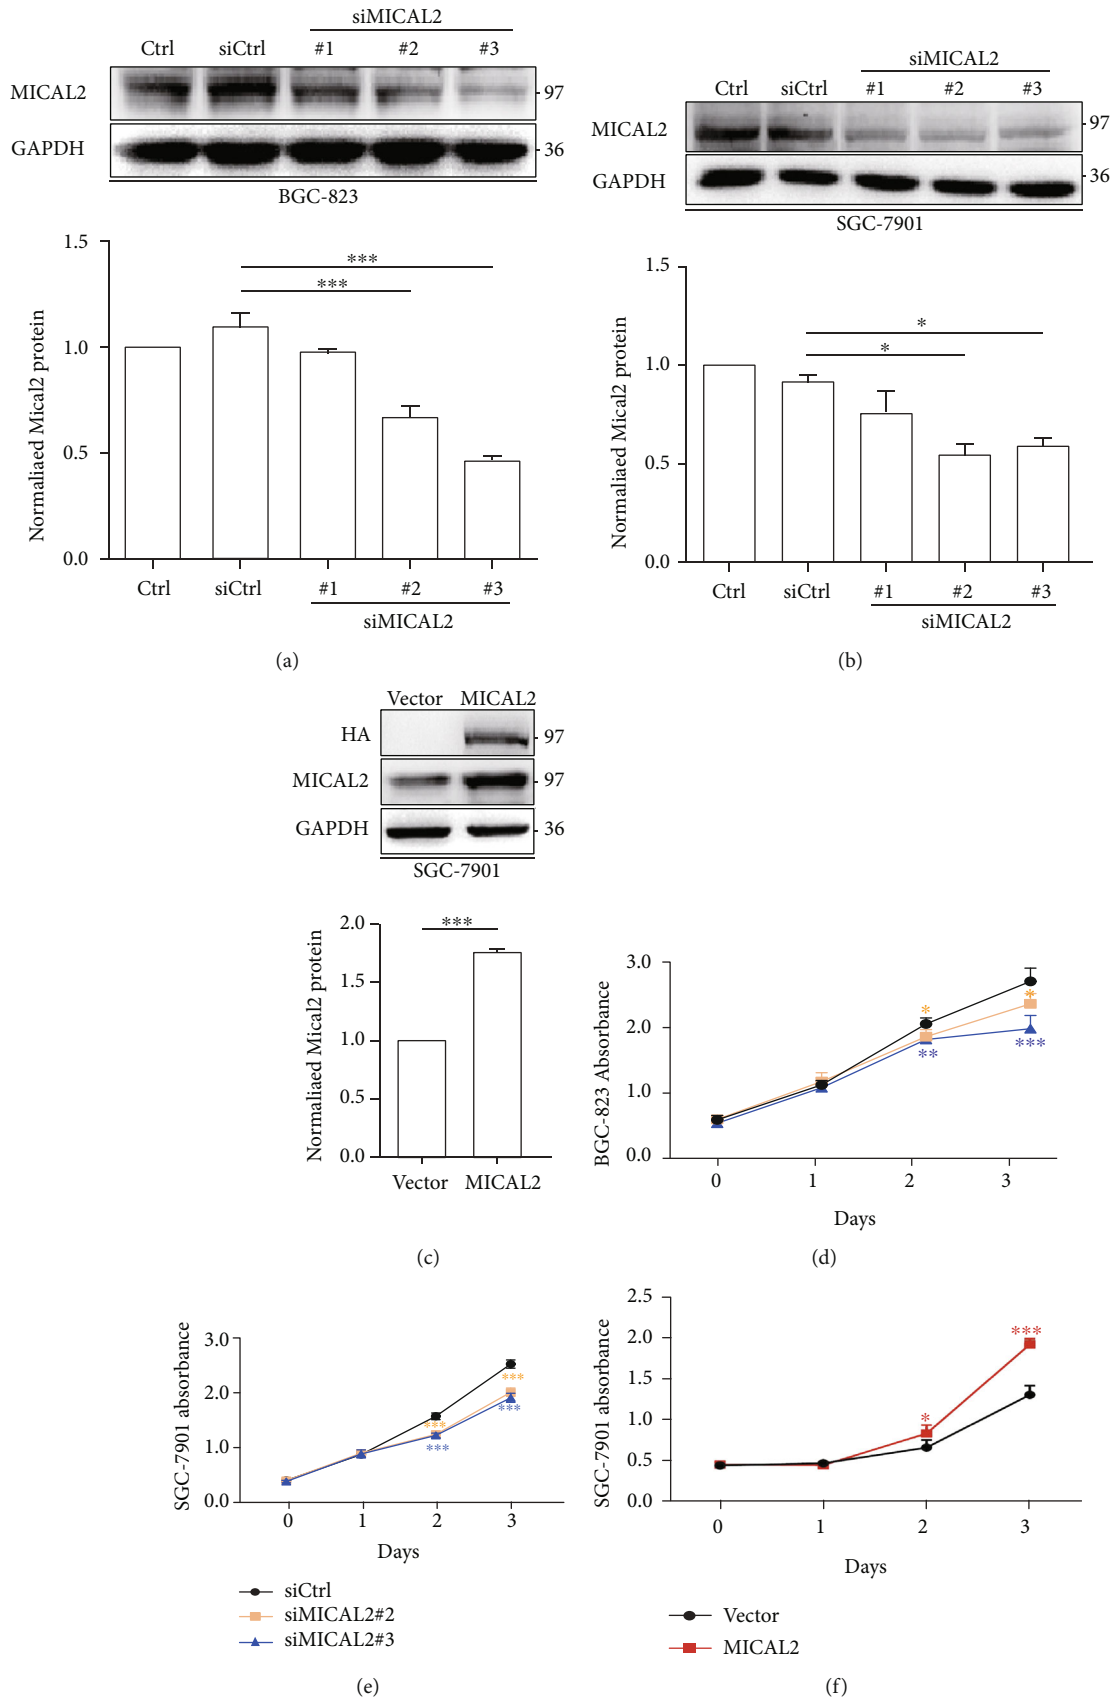 siMICAL2
Ctrl siCtrl #1 #2 #3
MICAL2 97
GAPDH 36
BGC-823
1.5
1.0
0.5
0.0
Normaliaed Mical2 protein
***
***
Ctrl siCtrl #1 #2 #3
siMICAL2
(a)
siMICAL2
Ctrl siCtrl #1 #2 #3
MICAL2 97
GAPDH 36
SGC-7901
1.5
1.0
0.5
0.0
Normaliaed Mical2 protein
*
*
Ctrl siCtrl #1 #2 #3
siMICAL2
(b)
Vector MICAL2
HA 97
MICAL2 97
GAPDH 36
SGC-7901
2.0
1.5
1.0
0.5
0.0
Normaliaed Mical2 protein
***
Vector MICAL2
(c)
3.0
2.0
1.0
0.0
BGC-823 Absorbance
*
*
**
***
0 1 2 3
Days
(d)
3.0
2.0
1.0
0.0
SGC-7901 absorbance
***
***
***
***
0 1 2 3
Days
siCtrl
siMICAL2#2
siMICAL2#3
(e)
2.5
2.0
1.5
1.0
0.5
0.0
SGC-7901 absorbance
***
*
0 1 2 3
Days
Vector
MICAL2
(f)